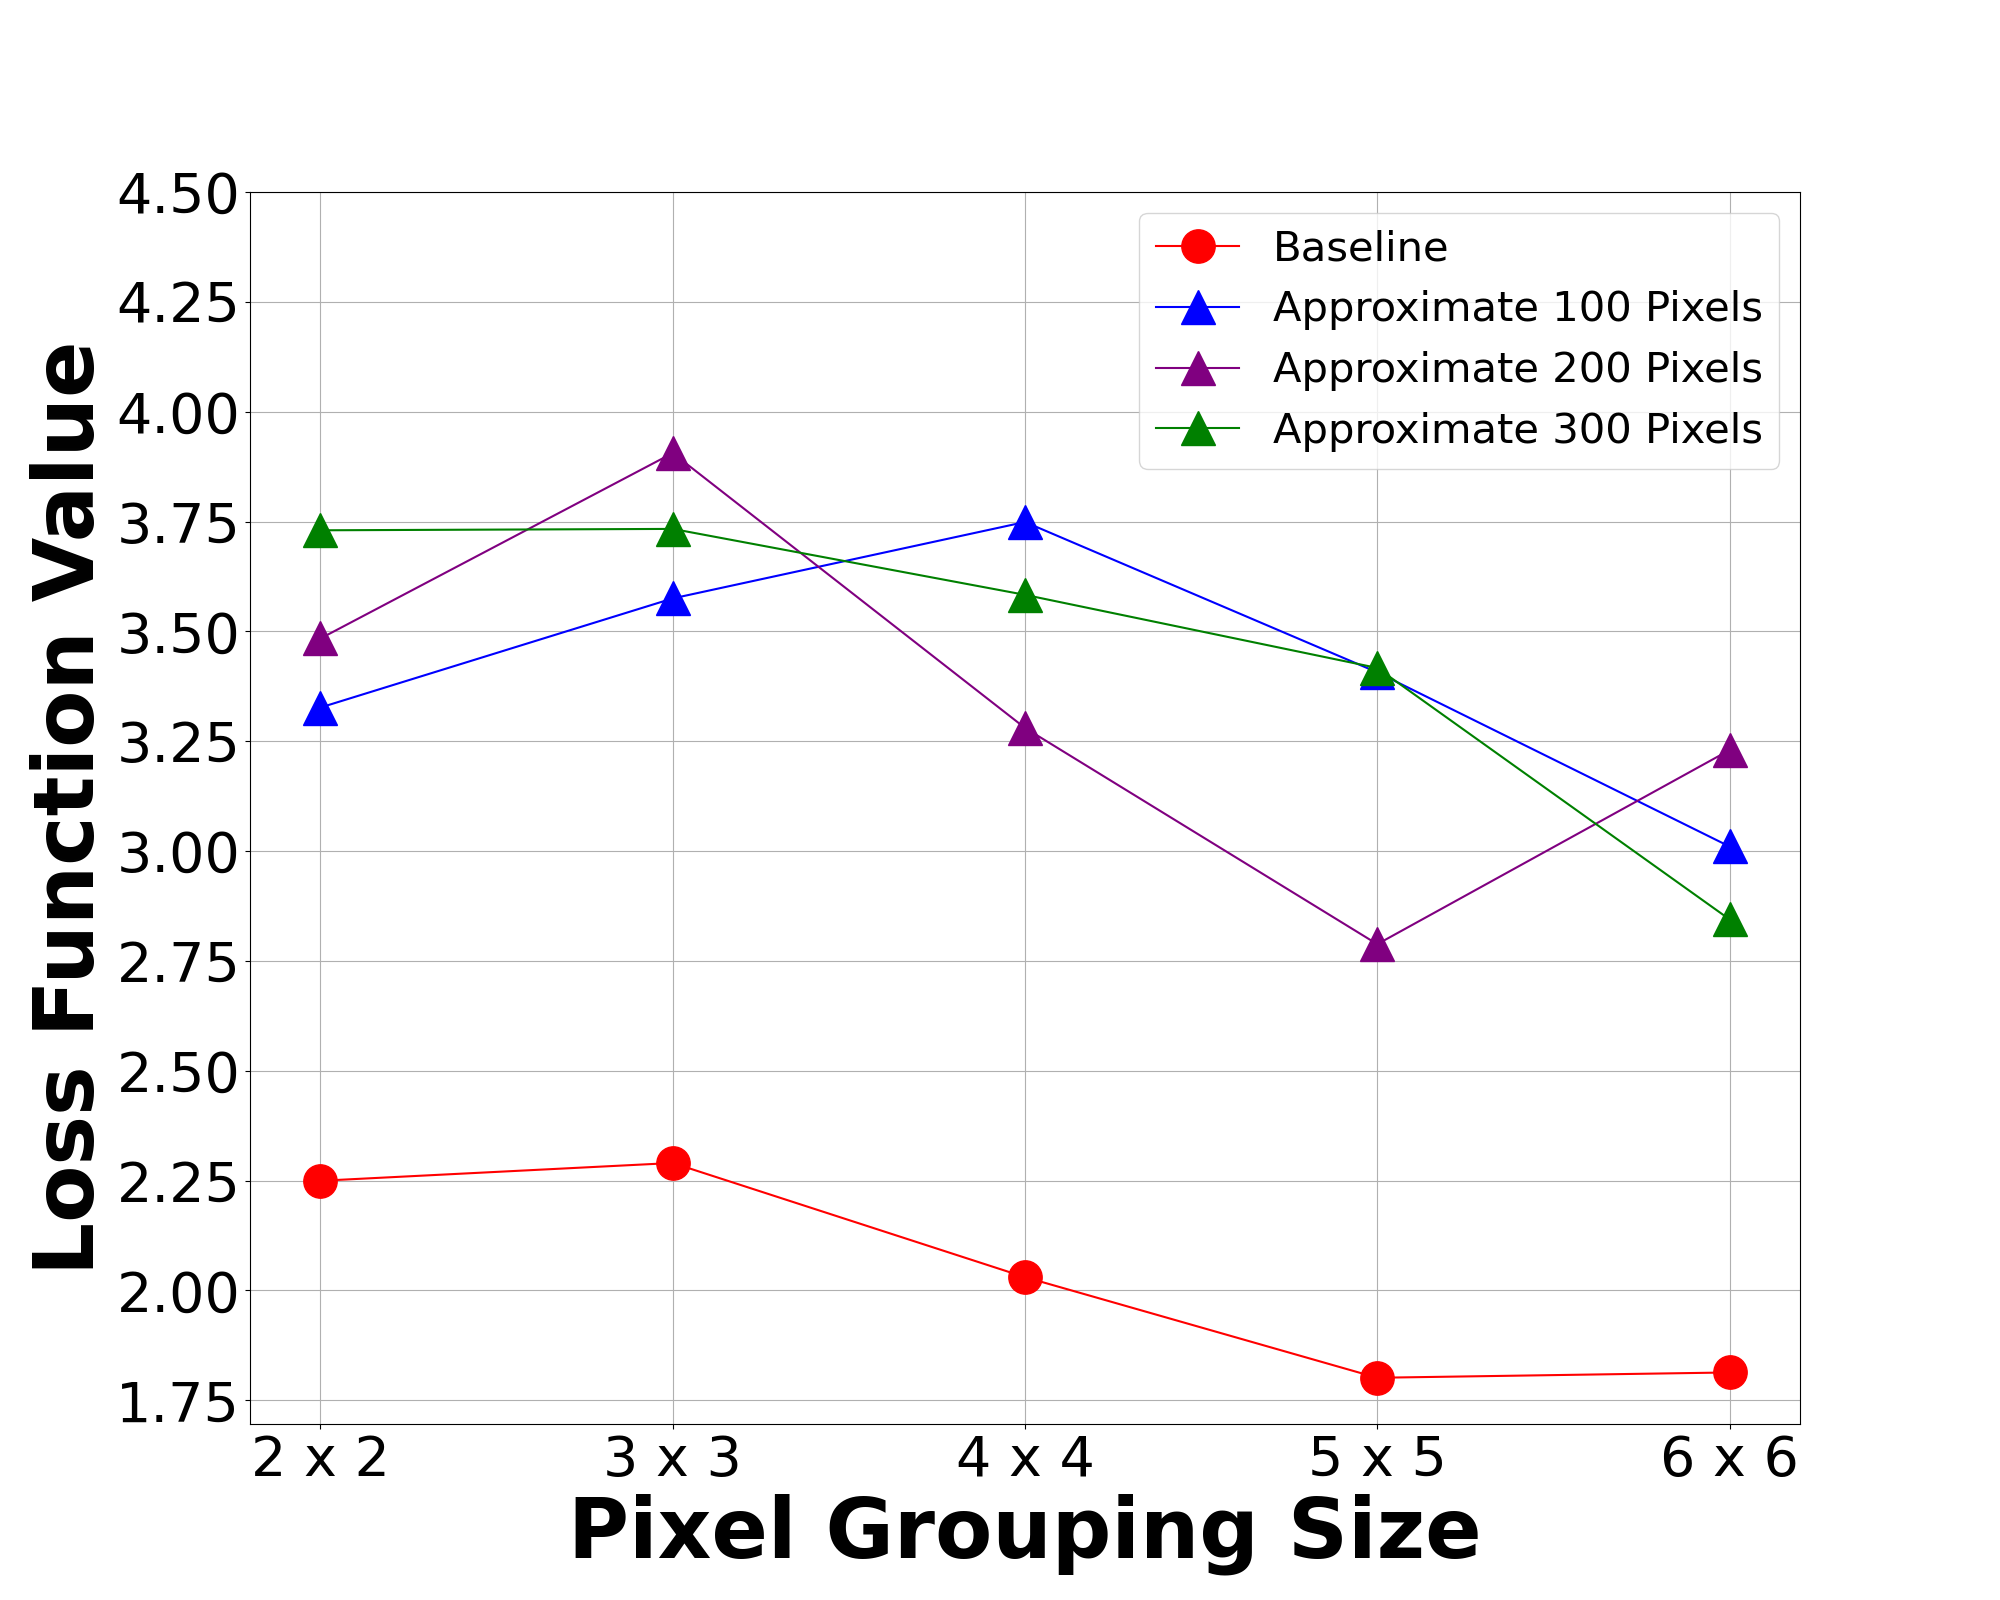 4.50
4.25
4.00
3.75
3.50
3.25
3.00
2.75
2.50
2.25
2.00
1.75
Loss Function Value
Baseline
Approximate 100 Pixels
Approximate 200 Pixels
Approximate 300 Pixels
2 x 2
3 x 3
4 x 4
5 x 5
6 x 6
Pixel Grouping Size